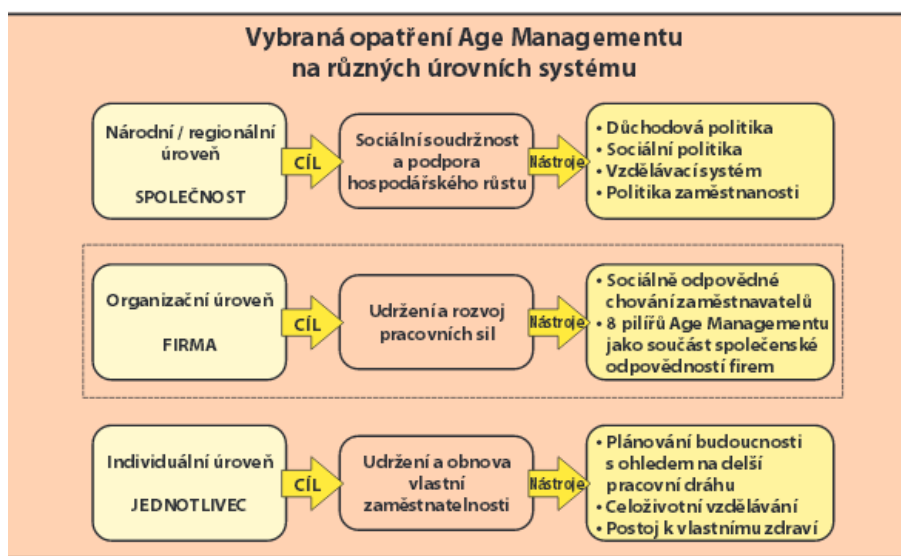 Vybraná opatření Age Managementu
na různých úrovních systému
Národní / regionální
úroveň
SPOLEČNOST
CÍL
Sociální soudržnost
a podpora
hospodářského růstu
Nástroje
• Důchodová politika
• Sociální politika
• Vzdělávací systém
• Politika zaměstnanosti
Organizační úroveň
FIRMA
CÍL
Udržení a rozvoj
pracovních sil
Nástroje
• Sociálně odpovědné
chování zaměstnavatelů
• 8 pilířů Age Managementu
jako součást společenské
odpovědností firem
Individuální úroveň
JEDNOTLIVEC
CÍL
Udržení a obnova
vlastní
zaměstnatelnosti
Nástroje
• Plánování budoucnosti
s ohledem na delší
pracovní dráhu
• Celoživotní vzdělávání
• Postoj k vlastnímu zdraví